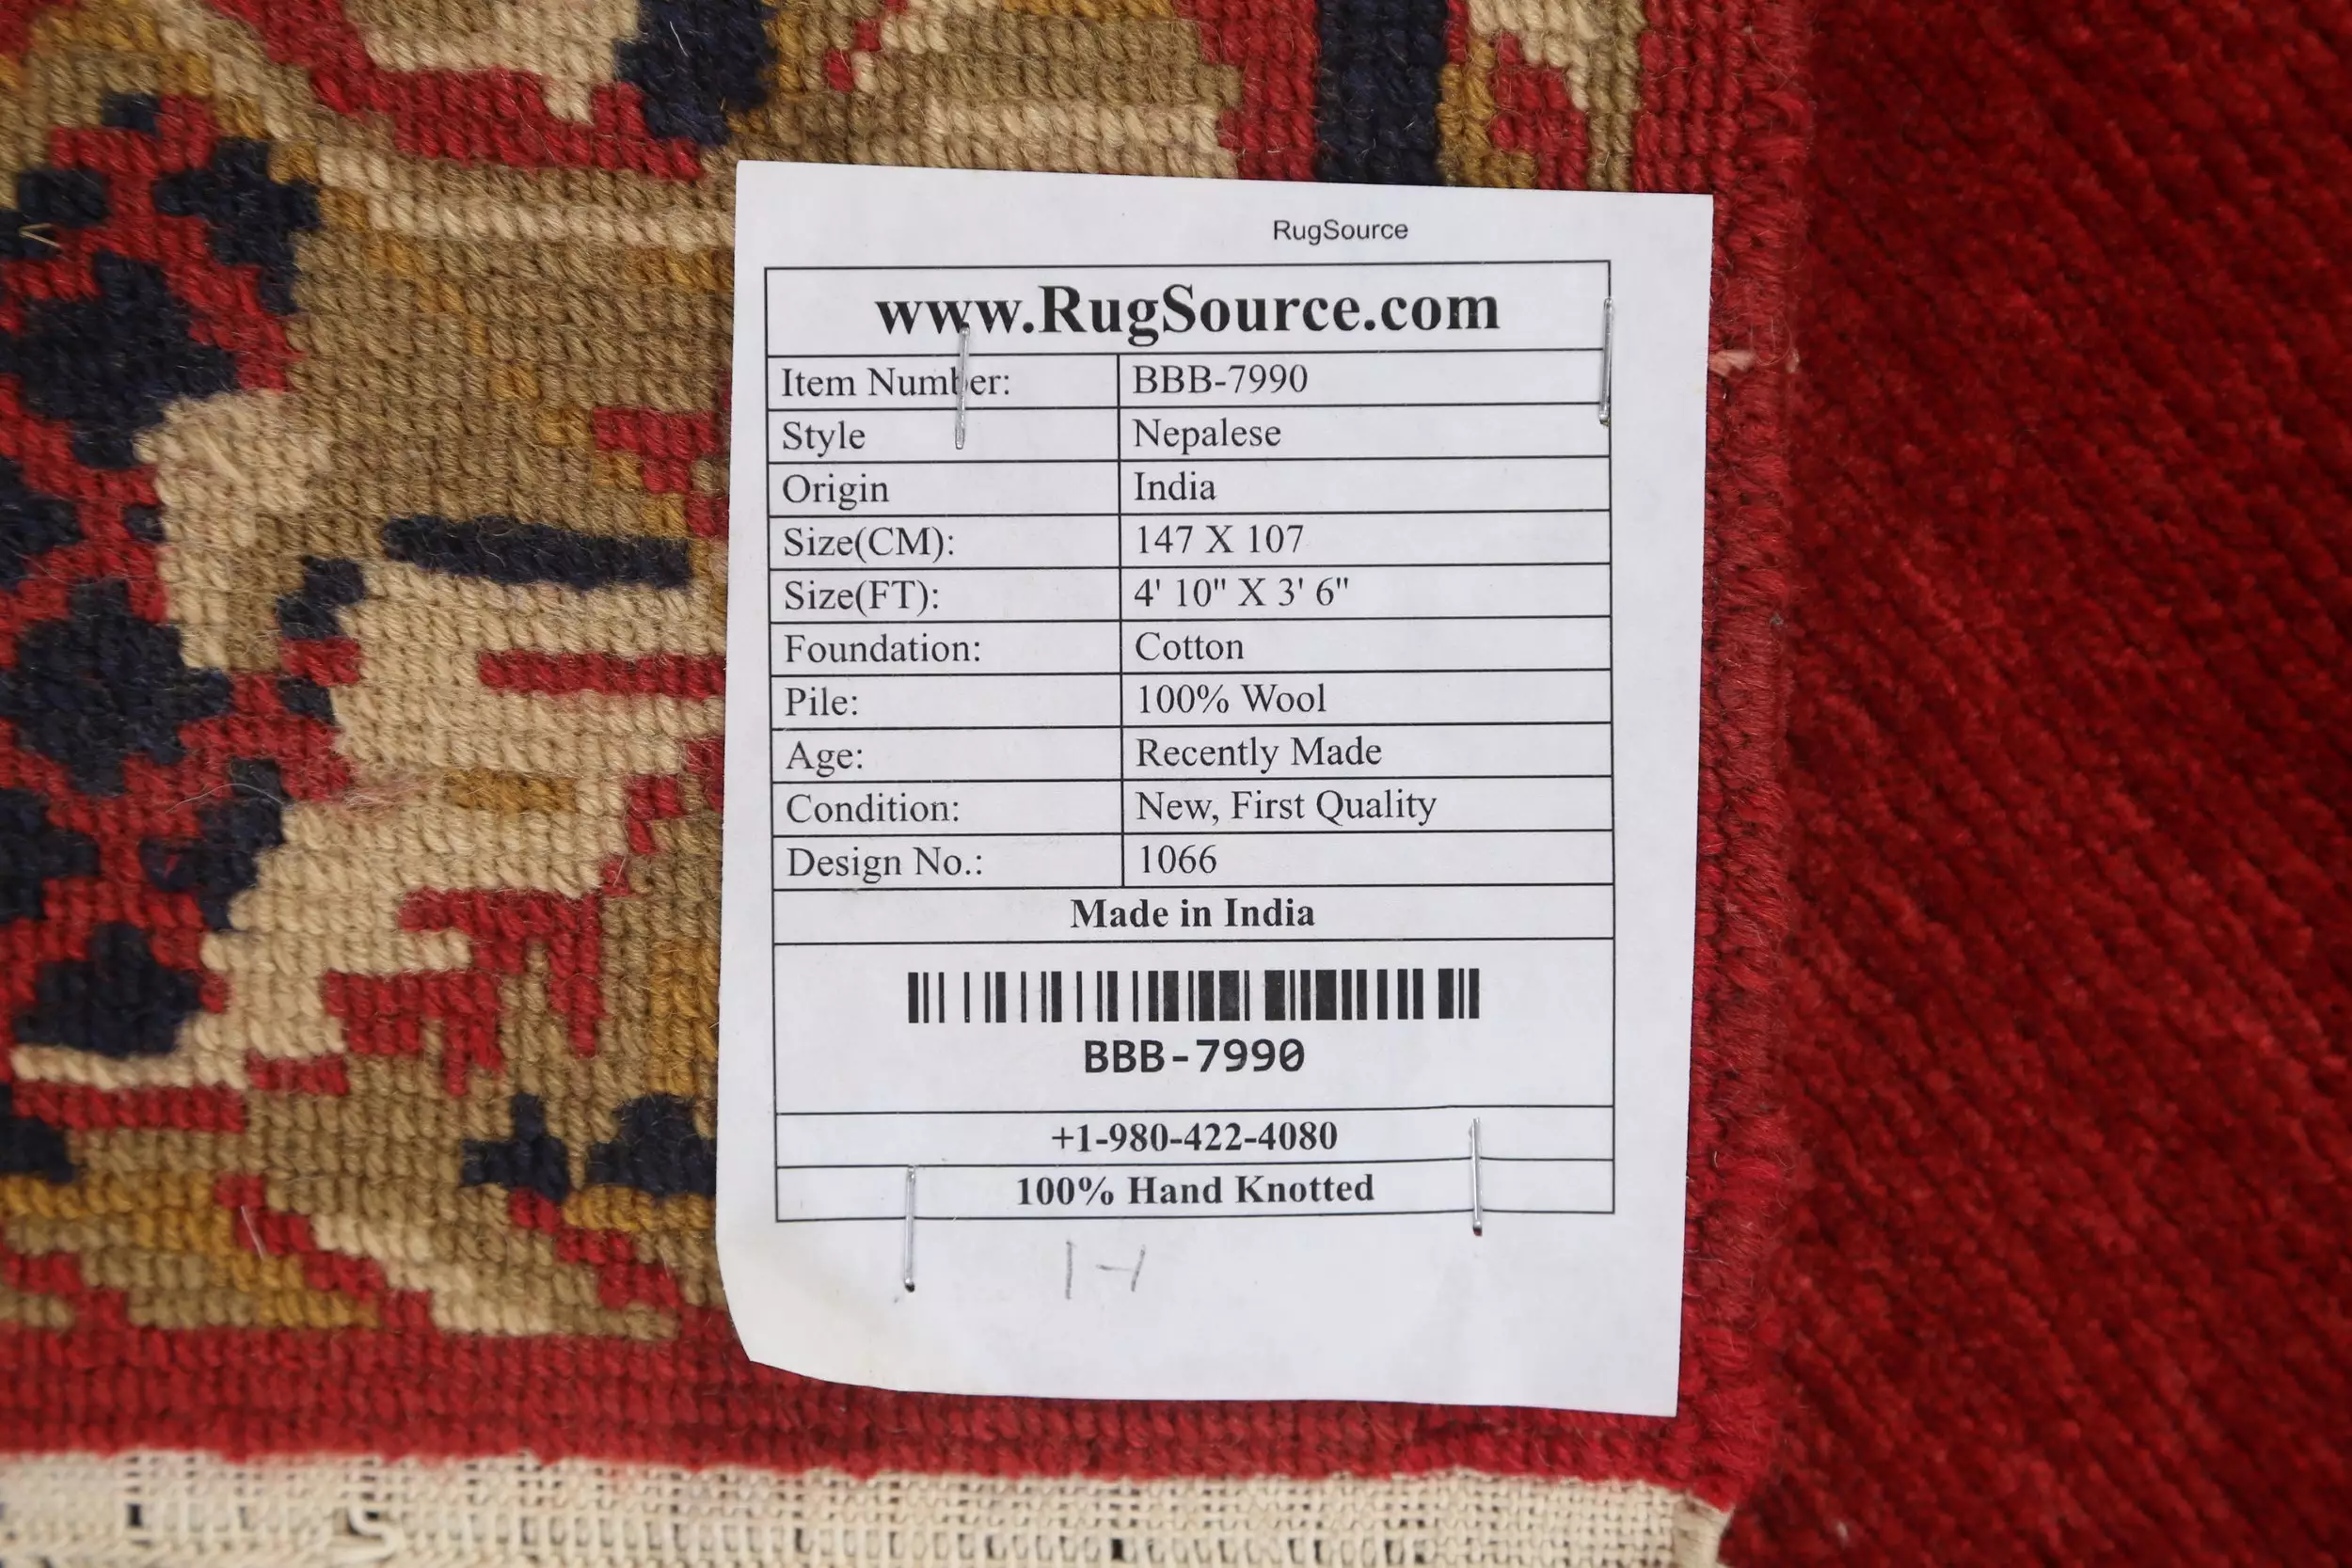 RugSource
www.RugSource.com
Item Number: BBB-7990
Style Nepalese
Origin India
Size(CM): 147 X 107
Size(FT): 4' 10" X 3' 6"
Foundation: Cotton
Pile: 100% Wool
Age: Recently Made
Condition: New, First Quality
Design No.: 1066
Made in India
BBB-7990
+1-980-422-4080
100% Hand Knotted